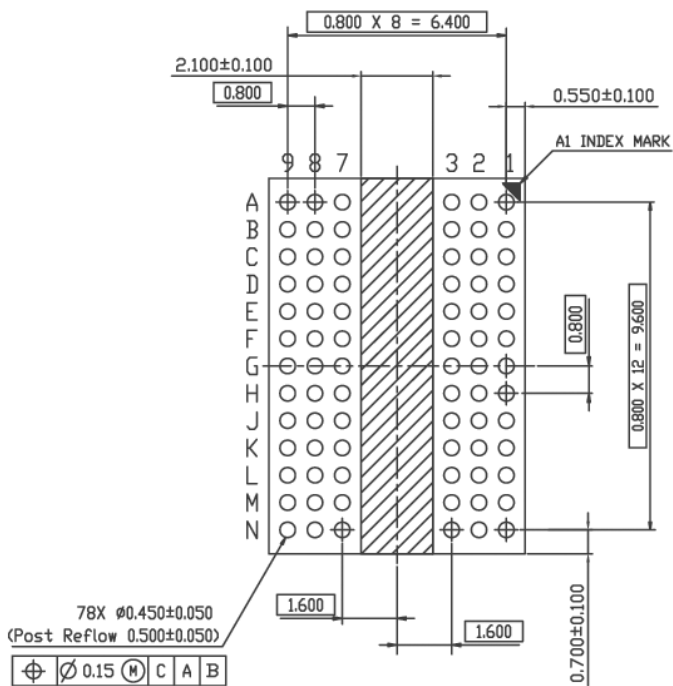 0.800 X 8 = 6.400
2.100±0.100
0.800
0.550±0.100
A1 INDEX MARK
9 8 7 3 2 1
A
B
C
D
E
F
G
H
J
K
L
M
N
0.800
0.800 X 12 = 9.600
1.600
1.600
0.700±0.100
78X ø0.450±0.050
(Post Reflow 0.500±0.050)
⌖ Ø 0.15 Ⓜ C A B